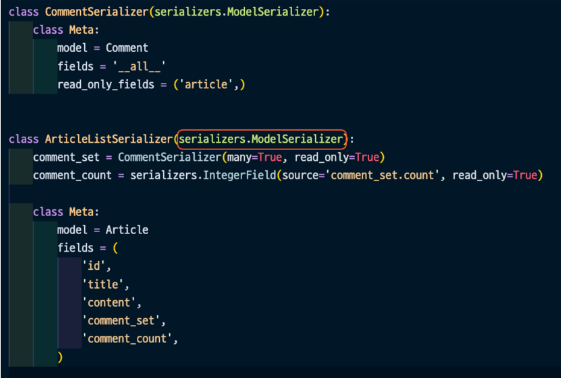 class CommentSerializer(serializers.ModelSerializer):
    class Meta:
        model = Comment
        fields = '__all__'
        read_only_fields = ('article',)
class ArticleListSerializer(serializers.ModelSerializer):
    comment_set = CommentSerializer(many=True, read_only=True)
    comment_count = serializers.IntegerField(source='comment_set.count', read_only=True)
    class Meta:
        model = Article
        fields = (
            'id',
            'title',
            'content',
            'comment_set',
            'comment_count',
        )